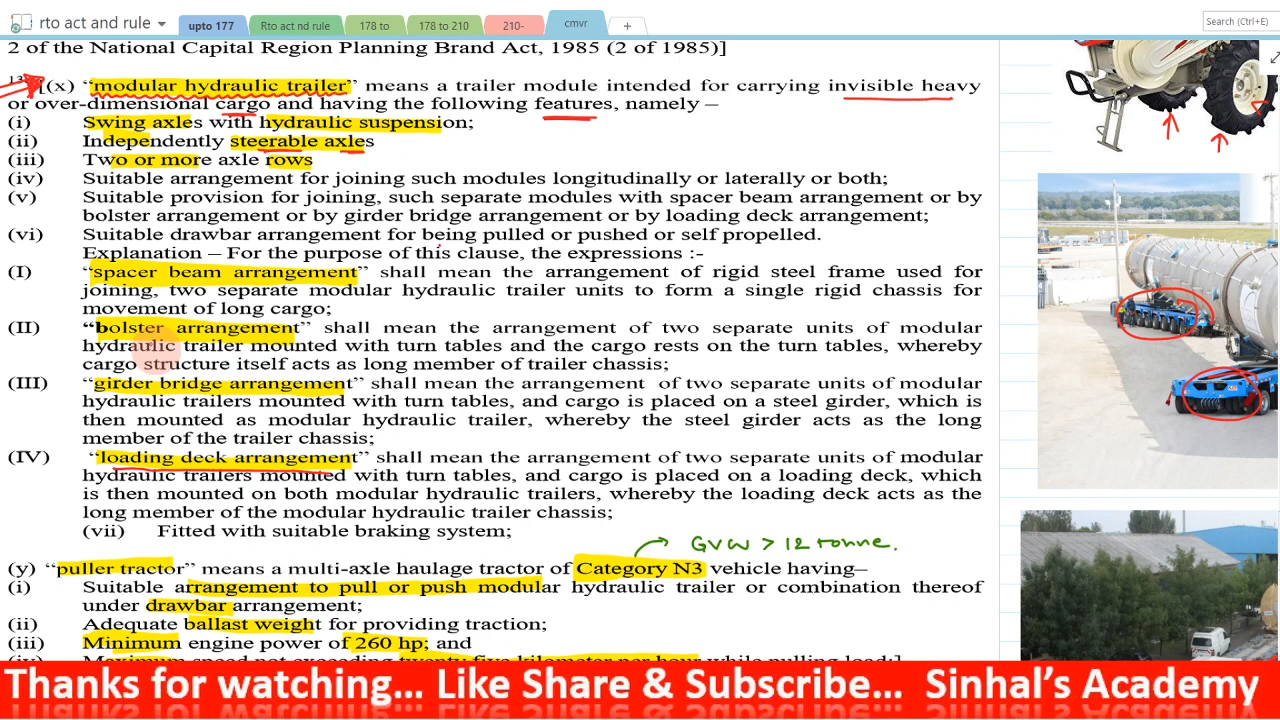 rto act and rule
upto 177
Rto act nd rule
178 to
178 to 210
210-
cmvr
+
Search (Ctrl+E)
2 of the National Capital Region Planning Brand Act, 1985 (2 of 1985)]
13[(x) “modular hydraulic trailer” means a trailer module intended for carrying invisible heavy
or over-dimensional cargo and having the following features, namely –
(i) Swing axles with hydraulic suspension;
(ii) Independently steerable axles
(iii) Two or more axle rows
(iv) Suitable arrangement for joining such modules longitudinally or laterally or both;
(v) Suitable provision for joining, such separate modules with spacer beam arrangement or by
bolster arrangement or by girder bridge arrangement or by loading deck arrangement;
(vi) Suitable drawbar arrangement for being pulled or pushed or self propelled.
Explanation – For the purpose of this clause, the expressions :-
(I) “spacer beam arrangement” shall mean the arrangement of rigid steel frame used for
joining, two separate modular hydraulic trailer units to form a single rigid chassis for
movement of long cargo;
(II) “bolster arrangement” shall mean the arrangement of two separate units of modular
hydraulic trailer mounted with turn tables and the cargo rests on the turn tables, whereby
cargo structure itself acts as long member of trailer chassis;
(III) “girder bridge arrangement” shall mean the arrangement of two separate units of modular
hydraulic trailers mounted with turn tables, and cargo is placed on a steel girder, which is
then mounted as modular hydraulic trailer, whereby the steel girder acts as the long
member of the trailer chassis;
(IV) “loading deck arrangement” shall mean the arrangement of two separate units of modular
hydraulic trailers mounted with turn tables, and cargo is placed on a loading deck, which
is then mounted on both modular hydraulic trailers, whereby the loading deck acts as the
long member of the modular hydraulic trailer chassis;
(vii) Fitted with suitable braking system;
GVW > 12 tonne.
(y) “puller tractor” means a multi-axle haulage tractor of Category N3 vehicle having–
(i) Suitable arrangement to pull or push modular hydraulic trailer or combination thereof
under drawbar arrangement;
(ii) Adequate ballast weight for providing traction;
(iii) Minimum engine power of 260 hp; and
(iv) Maximum speed not exceeding twenty five kilometer per hour while pulling load;]
Thanks for watching... Like Share & Subscribe... Sinhal’s Academy